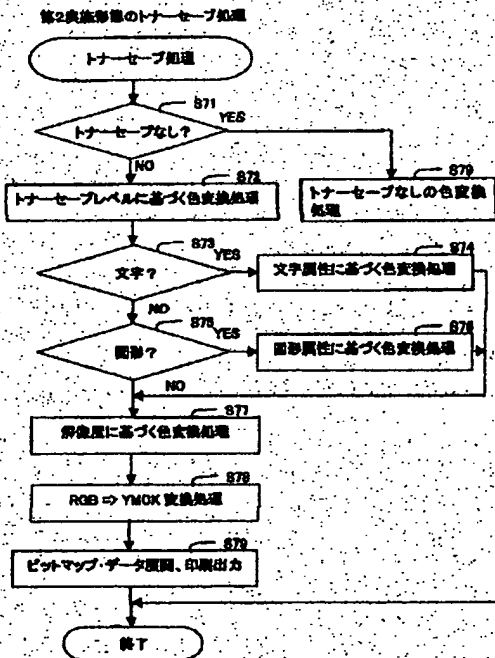 第2実施形態のトナーセーブ処理
トナーセーブ処理
S71
トナーセーブなし?
YES
NO
S72
トナーセーブレベルに基づく色変換処理
S79
トナーセーブなしの色変換
処理
S73
文字?
YES
S74
文字属性に基づく色変換処理
NO
S75
図形?
YES
S76
図形属性に基づく色変換処理
NO
S77
解像度に基づく色変換処理
S78
RGB ⇒ YMCK 変換処理
S79
ビットマップ・データ展開、印刷出力
終了